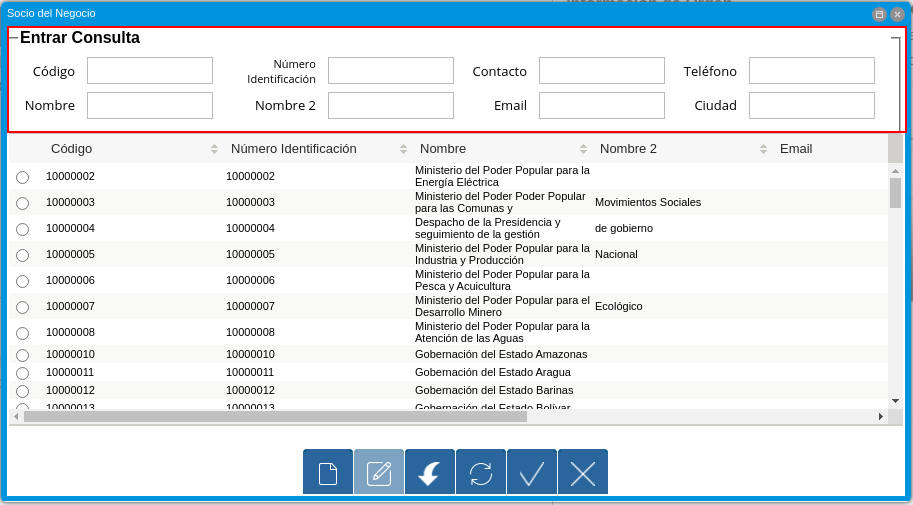 Socio del Negocio
Entrar Consulta
Código
Número
Identificación
Contacto
Teléfono
Nombre
Nombre 2
Email
Ciudad
Código Número Identificación Nombre Nombre 2 Email
10000002 10000002 Ministerio del Poder Popular para la
Energía Eléctrica
10000003 10000003 Ministerio del Poder Poder Popular
para las Comunas y Movimientos Sociales
10000004 10000004 Despacho de la Presidencia y
seguimiento de la gestión de gobierno
10000005 10000005 Ministerio del Poder Popular para la
Industria y Producción Nacional
10000006 10000006 Ministerio del Poder Popular para la
Pesca y Acuicultura
10000007 10000007 Ministerio del Poder Popular para el
Desarrollo Minero Ecológico
10000008 10000008 Ministerio del Poder Popular para la
Atención de las Aguas
10000010 10000010 Gobernación del Estado Amazonas
10000011 10000011 Gobernación del Estado Aragua
10000012 10000012 Gobernación del Estado Barinas
10000013 10000013 Gobernación del Estado Bolívar